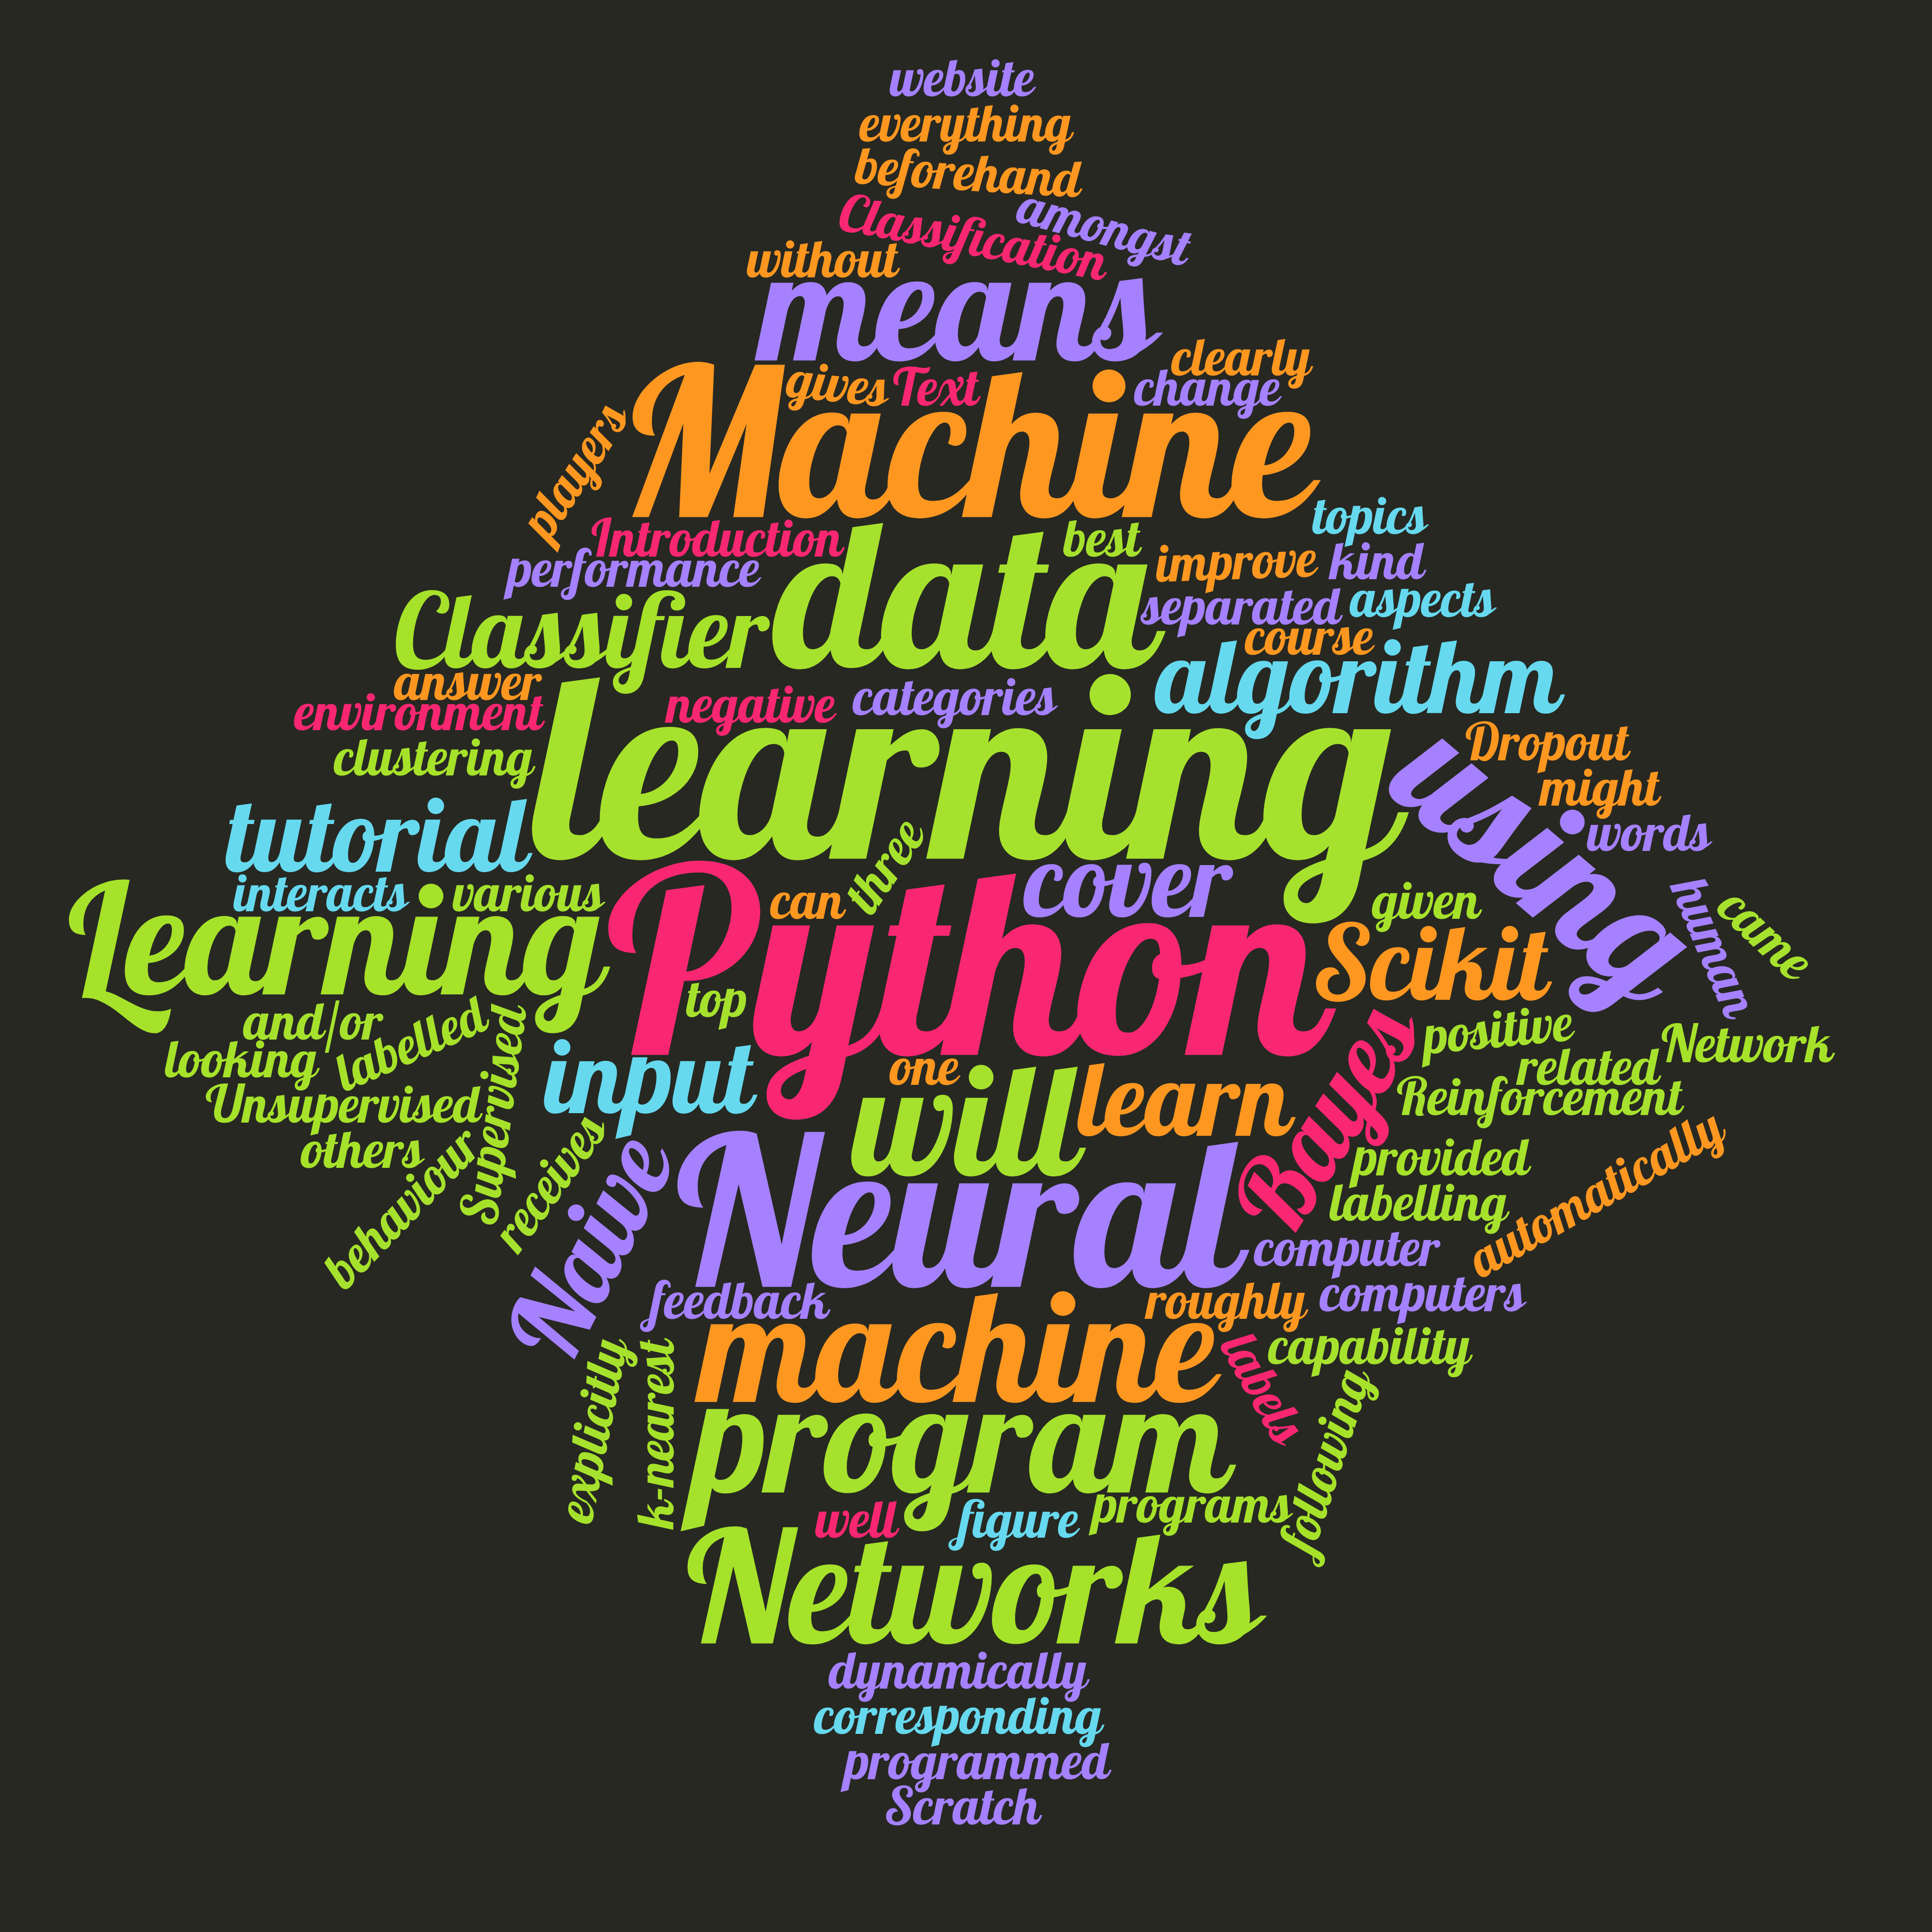 website
everything
beforehand
Classification amongst
without
means
clearly
gives Text change
Machine
players
topics
Introduction best
performance improve kind
data
separated aspects
Classifier course
algorithm
answer
environment negative categories
clustering
learning
Dropout
might
using
words
tutorial
three
interacts various can cover given
human came
Learning Python Scikit
top
and/or
looking labelled
positive
Network
Unsupervised Supervised input one
related
will learn Bayes Reinforcement
others
behaviour receives
provided
automatically
Naive Neural
labelling
computer
feedback roughly computers
machine
labels capability
explicitly k-nearest
program
following
well figure programs
Networks
dynamically
corresponding
programmed
Scratch